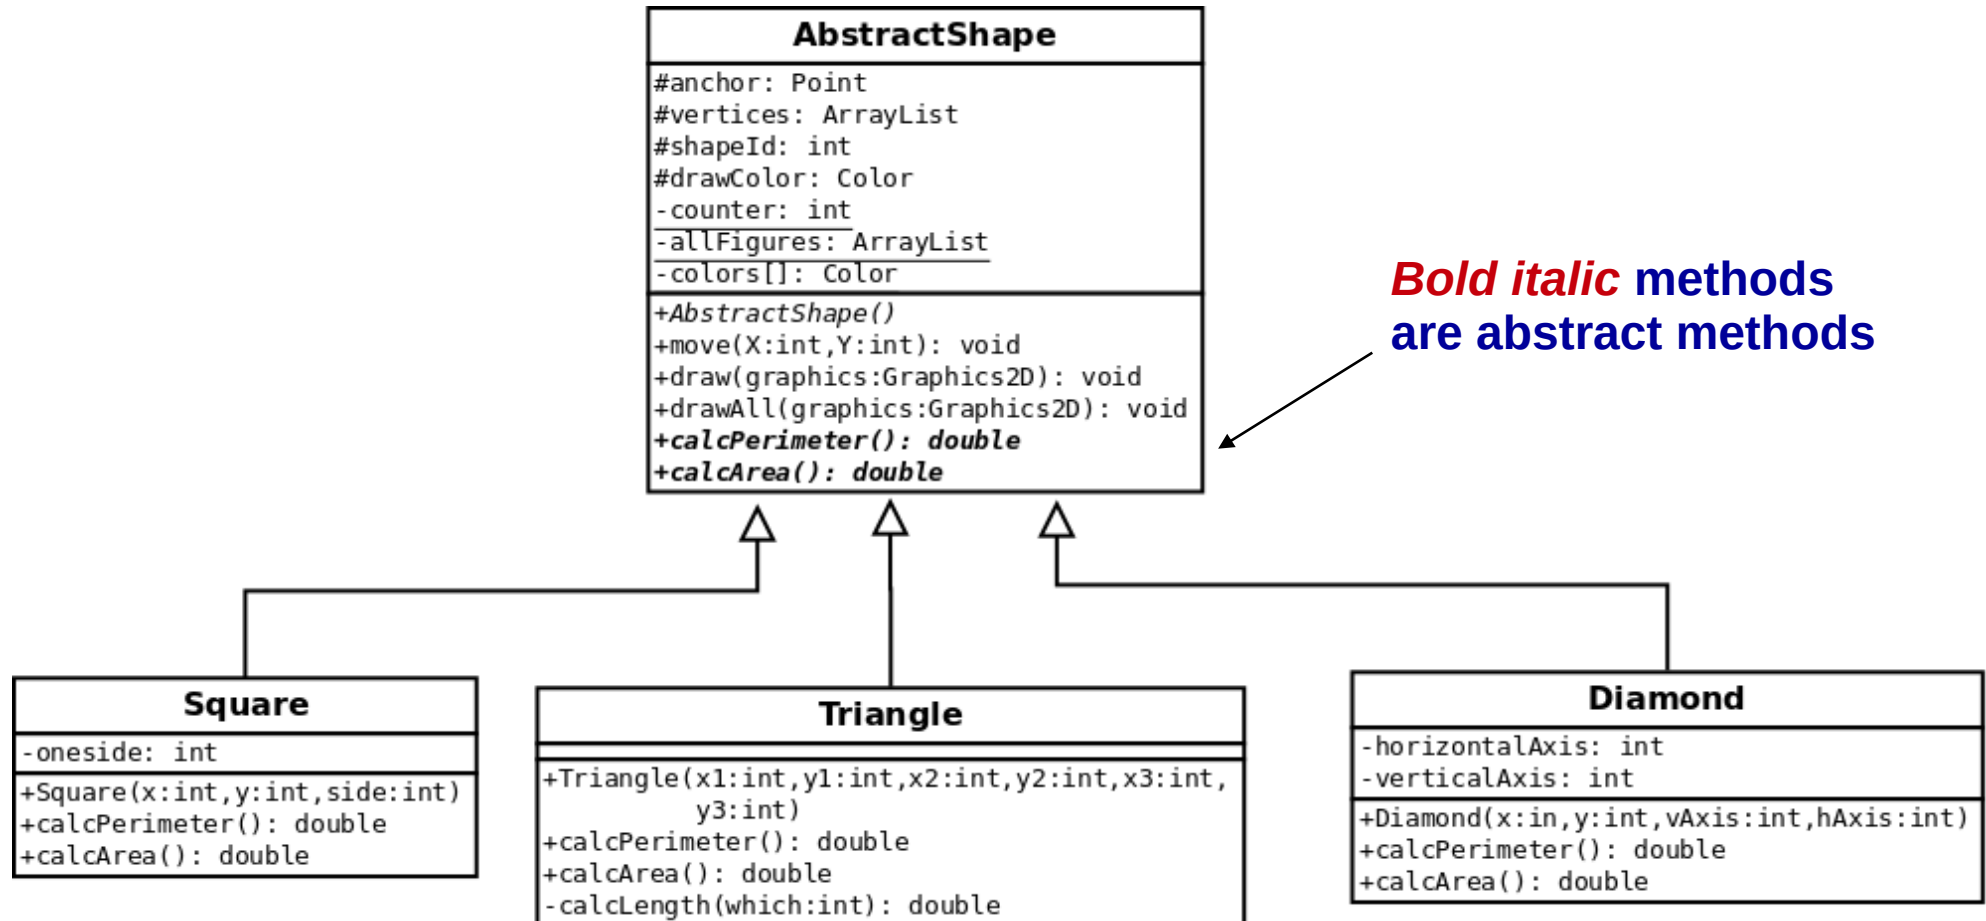 AbstractShape
#anchor: Point
#vertices: ArrayList
#shapeId: int
#drawColor: Color
-counter: int
-allFigures: ArrayList
-colors[]: Color
+AbstractShape()
+move(X:int,Y:int): void
+draw(graphics:Graphics2D): void
+drawAll(graphics:Graphics2D): void
+calcPerimeter(): double
+calcArea(): double
Bold italic methods
are abstract methods
Square
-oneside: int
+Square(x:int,y:int,side:int)
+calcPerimeter(): double
+calcArea(): double
Triangle
+Triangle(x1:int,y1:int,x2:int,y2:int,x3:int,
y3:int)
+calcPerimeter(): double
+calcArea(): double
-calcLength(which:int): double
Diamond
-horizontalAxis: int
-verticalAxis: int
+Diamond(x:in,y:int,vAxis:int,hAxis:int)
+calcPerimeter(): double
+calcArea(): double